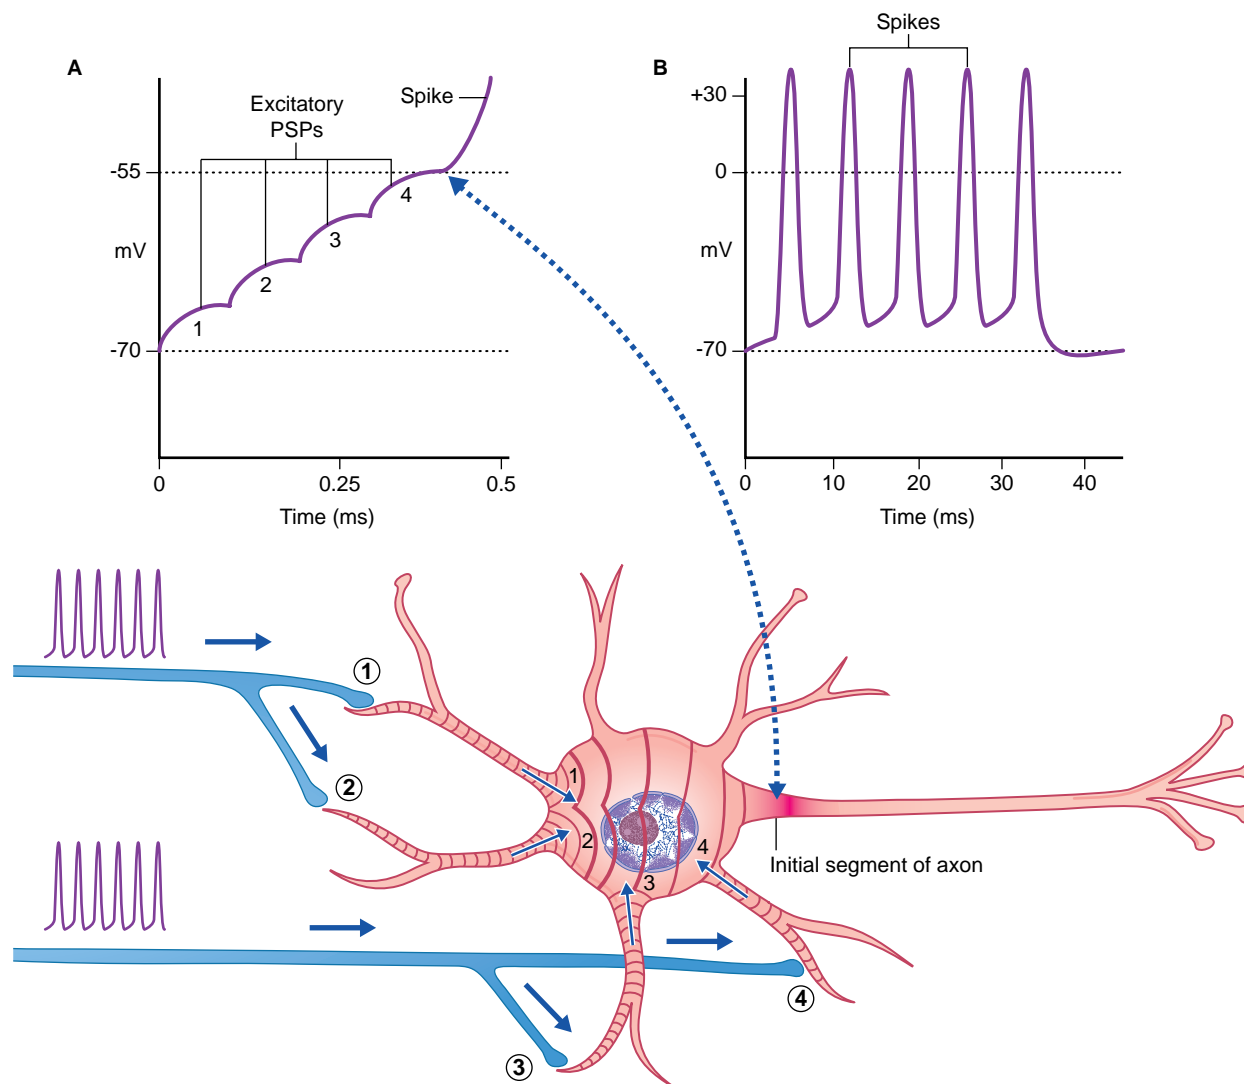 A
Excitatory
PSPs
Spike
-55
mV
-70
1
2
3
4
0
0.25
0.5
Time (ms)
B
Spikes
+30
0
mV
-70
0
10
20
30
40
Time (ms)
1
2
3
4
1
2
3
4
Initial segment of axon